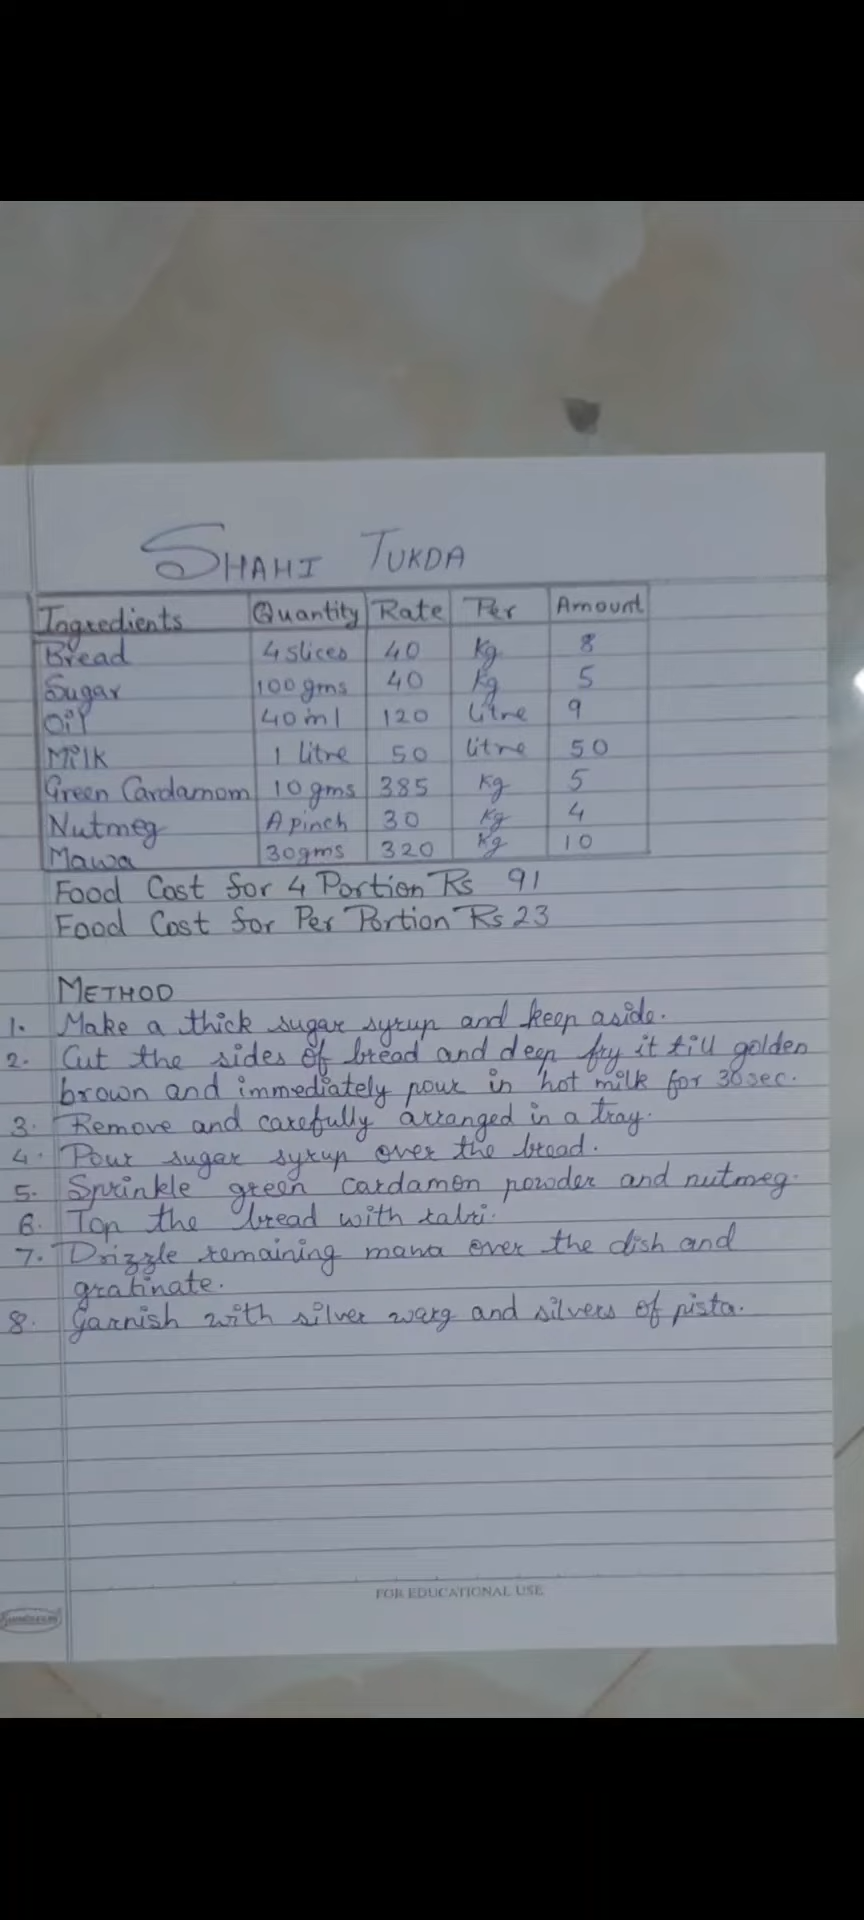 SHAHI TUKDA
Ingredients Quantity Rate Per Amount
Bread 4 slices 40 Kg 8
Sugar 100 gms 40 Kg 5
Oil 40 ml 120 Litre 9
Milk 1 litre 50 litre 50
Green Cardamom 10 gms 385 Kg 5
Nutmeg A pinch 30 Kg 4
Mawa 30gms 320 Kg 10
Food Cost for 4 Portion Rs 91
Food Cost for Per Portion Rs 23
METHOD
1. Make a thick sugar syrup and keep aside.
2. Cut the sides of bread and deep fry it till golden
brown and immediately pour in hot milk for 30 sec.
3. Remove and carefully arranged in a tray.
4. Pour sugar syrup over the bread.
5. Sprinkle green cardamon powder and nutmeg.
6. Top the bread with rabri.
7. Drizzle remaining mawa over the dish and
gratinate.
8. Garnish with silver warg and silvers of pista.
FOR EDUCATIONAL USE